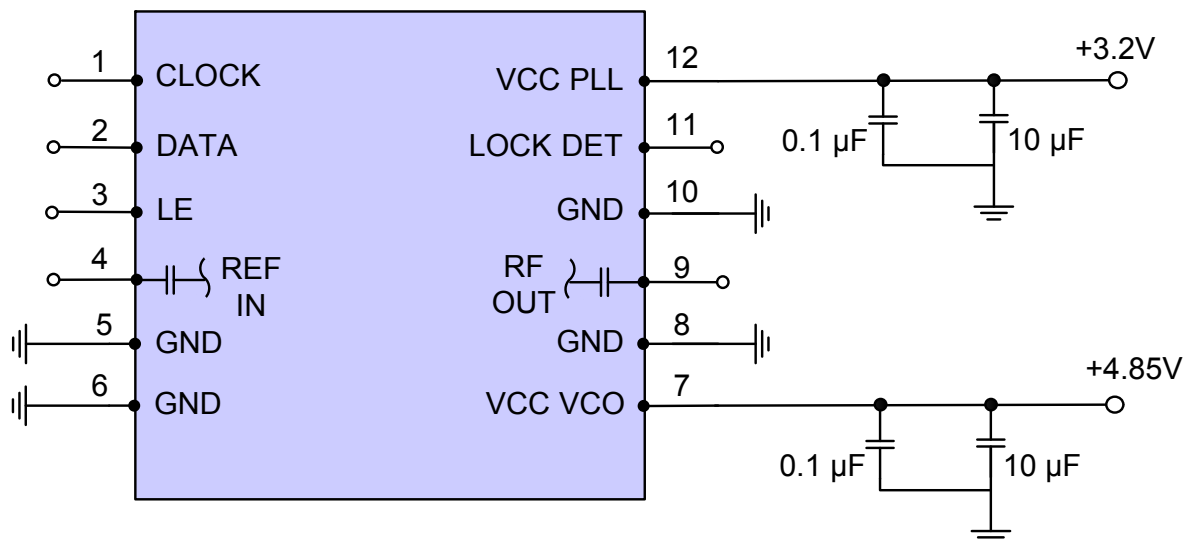 1 CLOCK
2 DATA
3 LE
4 REF
IN
5 GND
6 GND
VCC PLL 12
+3.2V
0.1 µF
10 µF
LOCK DET 11
GND 10
RF
OUT 9
GND 8
VCC VCO 7
+4.85V
0.1 µF
10 µF